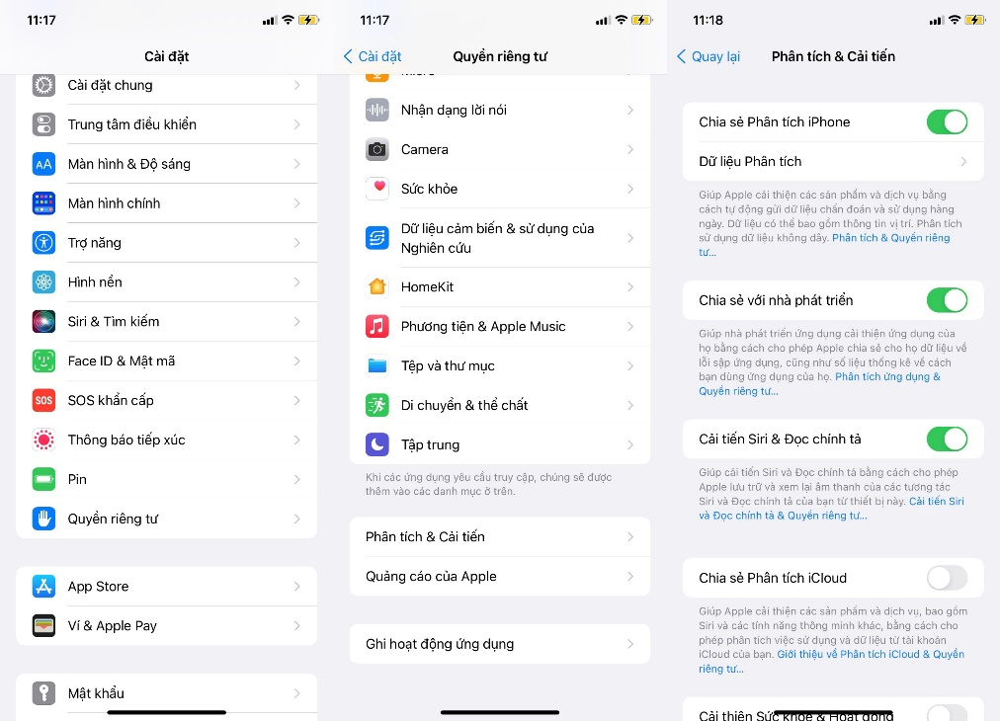 11:17
Cài đặt
Cài đặt chung
Trung tâm điều khiển
AA
Màn hình & Độ sáng
Màn hình chính
Trợ năng
Hình nền
Siri & Tìm kiếm
Face ID & Mật mã
SOS
SOS khẩn cấp
Thông báo tiếp xúc
Pin
Quyền riêng tư
App Store
Ví & Apple Pay
Mật khẩu
11:17
Cài đặt
Quyền riêng tư
Micrô
Nhận dạng lời nói
Camera
Sức khỏe
Dữ liệu cảm biến & sử dụng của
Nghiên cứu
HomeKit
Phương tiện & Apple Music
Tệp và thư mục
Di chuyển & thể chất
Tập trung
Khi các ứng dụng yêu cầu truy cập, chúng sẽ được
thêm vào các danh mục ở trên.
Phân tích & Cải tiến
Quảng cáo của Apple
Ghi hoạt động ứng dụng
11:18
Quay lại
Phân tích & Cải tiến
Chia sẻ Phân tích iPhone
Dữ liệu Phân tích
Giúp Apple cải thiện các sản phẩm và dịch vụ bằng
cách tự động gửi dữ liệu chẩn đoán và sử dụng hàng
ngày. Dữ liệu có thể bao gồm thông tin vị trí. Phân tích
sử dụng dữ liệu không dây. Phân tích & Quyền riêng
tư...
Chia sẻ với nhà phát triển
Giúp nhà phát triển ứng dụng cải thiện ứng dụng của
họ bằng cách cho phép Apple chia sẻ cho họ dữ liệu về
lỗi sập ứng dụng, cũng như số liệu thống kê về cách
bạn dùng ứng dụng của họ. Phân tích ứng dụng &
Quyền riêng tư...
Cải tiến Siri & Đọc chính tả
Giúp cải tiến Siri và Đọc chính tả bằng cách cho phép
Apple lưu trữ và xem lại âm thanh của các tương tác
Siri và Đọc chính tả của bạn từ thiết bị này. Cải tiến Siri
và Đọc chính tả & Quyền riêng tư...
Chia sẻ Phân tích iCloud
Giúp Apple cải thiện các sản phẩm và dịch vụ, bao gồm
Siri và các tính năng thông minh khác, bằng cách cho
phép phân tích việc sử dụng và dữ liệu từ tài khoản
iCloud của bạn. Giới thiệu về Phân tích iCloud & Quyền
riêng tư...
Cải thiện Sức khỏe & Hoạt động